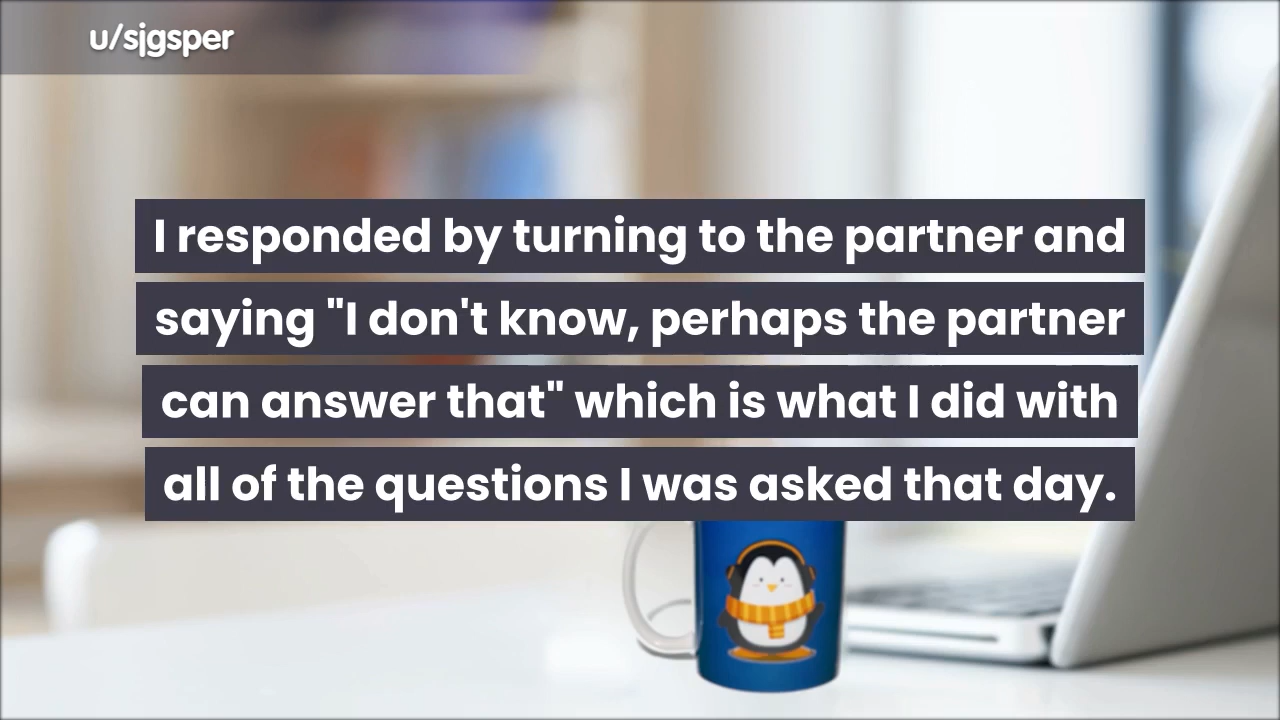 u/sjgsper
I responded by turning to the partner and
saying "I don't know, perhaps the partner
can answer that" which is what I did with
all of the questions I was asked that day.